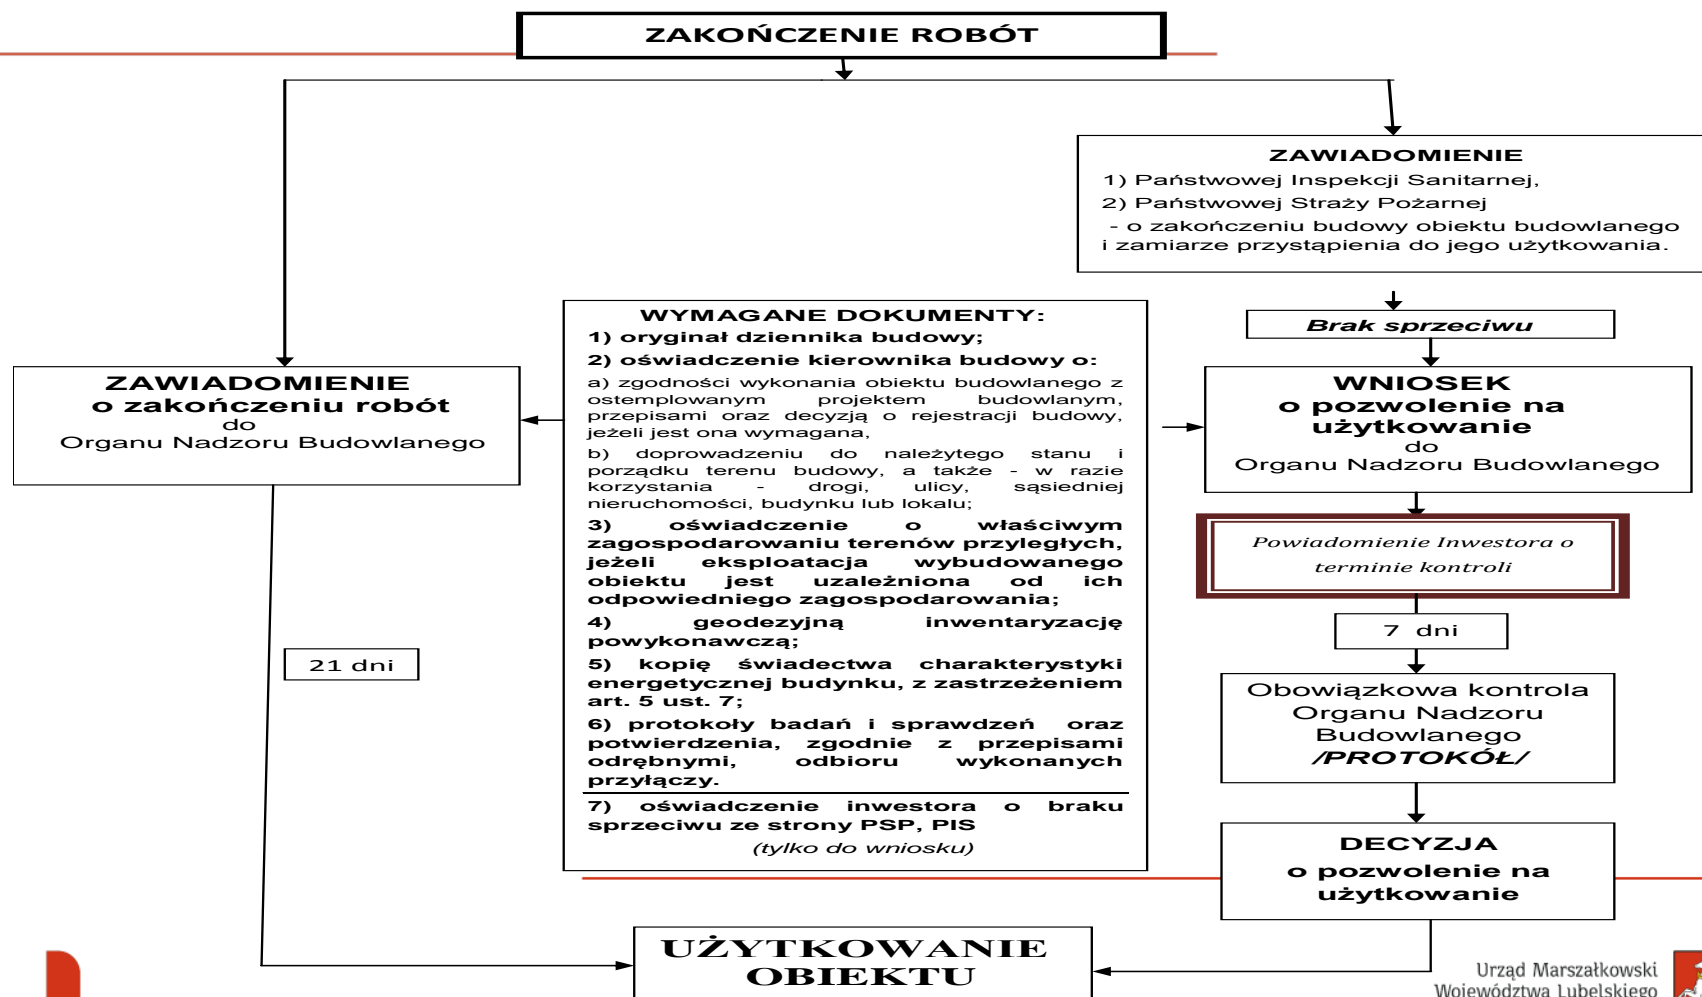 ZAKOŃCZENIE ROBÓT
ZAWIADOMIENIE
1) Państwowej Inspekcji Sanitarnej,
2) Państwowej Straży Pożarnej
- o zakończeniu budowy obiektu budowlanego
i zamiarze przystąpienia do jego użytkowania.
Brak sprzeciwu
ZAWIADOMIENIE
o zakończeniu robót
do
Organu Nadzoru Budowlanego
21 dni
WYMAGANE DOKUMENTY:
1) oryginał dziennika budowy;
2) oświadczenie kierownika budowy o:
a) zgodności wykonania obiektu budowlanego z
ostemplowanym projektem budowlanym,
przepisami oraz decyzją o rejestracji budowy,
jeżeli jest ona wymagana,
b) doprowadzeniu do należytego stanu i
porządku terenu budowy, a także - w razie
korzystania - drogi, ulicy, sąsiedniej
nieruchomości, budynku lub lokalu;
3) oświadczenie o właściwym
zagospodarowaniu terenów przyległych,
jeżeli eksploatacja wybudowanego
obiektu jest uzależniona od ich
odpowiedniego zagospodarowania;
4) geodezyjną inwentaryzację
powykonawczą;
5) kopię świadectwa charakterystyki
energetycznej budynku, z zastrzeżeniem
art. 5 ust. 7;
6) protokoły badań i sprawdzeń oraz
potwierdzenia, zgodnie z przepisami
odrębnymi, odbioru wykonanych
przyłączy.
7) oświadczenie inwestora o braku
sprzeciwu ze strony PSP, PIS
(tylko do wniosku)
WNIOSEK
o pozwolenie na
użytkowanie
do
Organu Nadzoru Budowlanego
Powiadomienie Inwestora o
terminie kontroli
7 dni
Obowiązkowa kontrola
Organu Nadzoru
Budowlanego
/PROTOKÓŁ/
DECYZJA
o pozwolenie na
użytkowanie
UŻYTKOWANIE
OBIEKTU
Urząd Marszałkowski
Województwa Lubelskiego